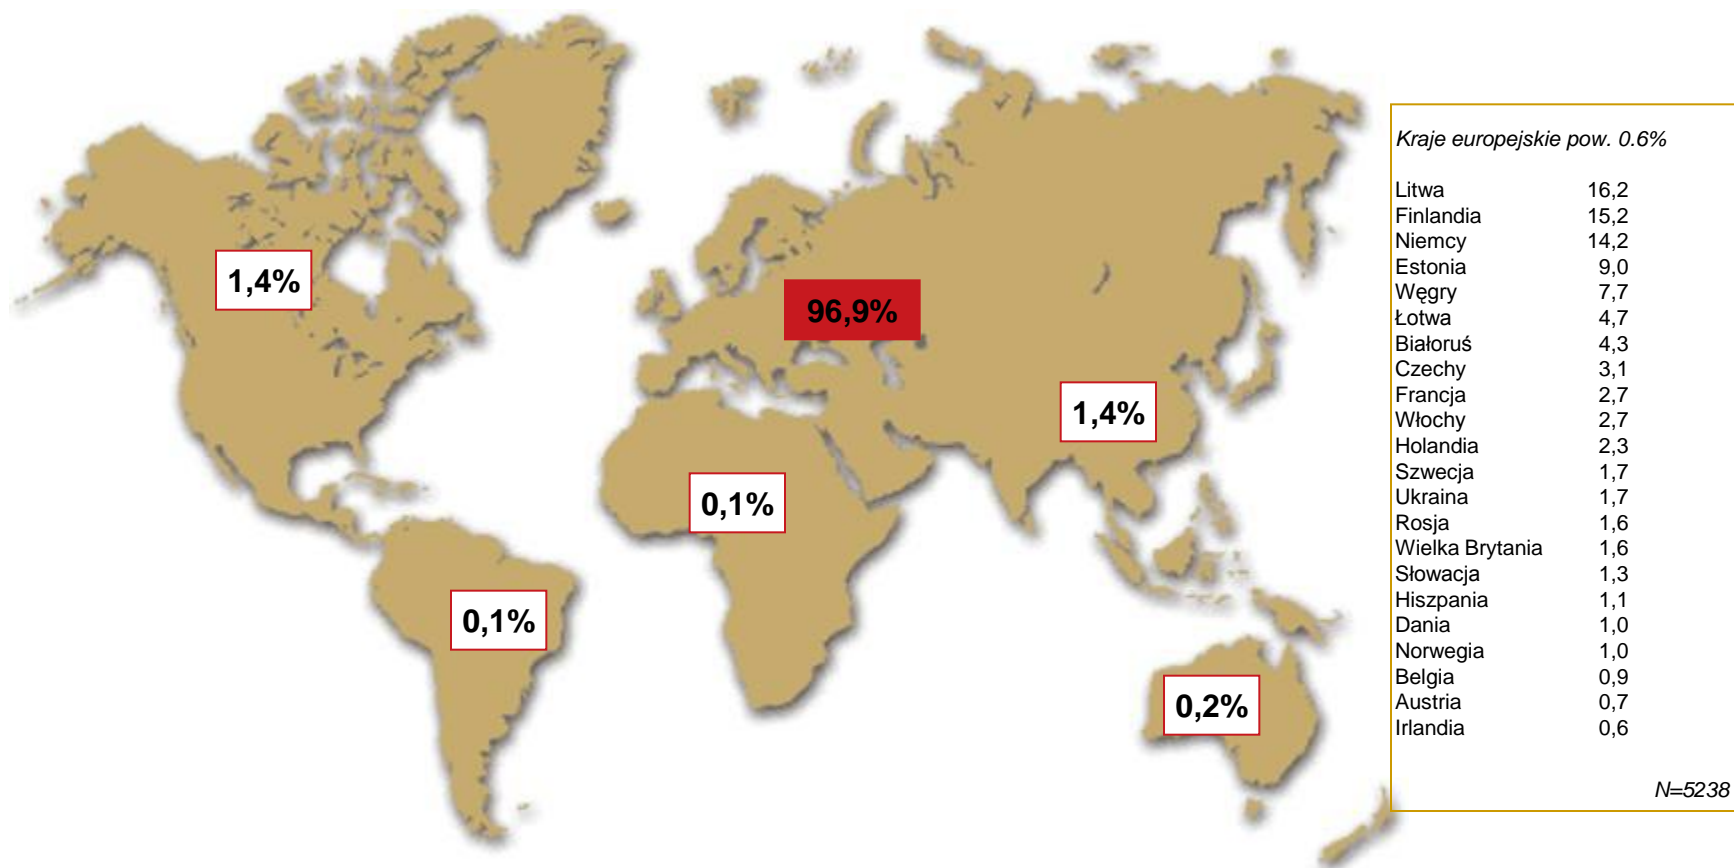 1,4%
96,9%
1,4%
0,1%
0,1%
0,2%
Kraje europejskie pow. 0.6%
Litwa 16,2
Finlandia 15,2
Niemcy 14,2
Estonia 9,0
Węgry 7,7
Łotwa 4,7
Białoruś 4,3
Czechy 3,1
Francja 2,7
Włochy 2,7
Holandia 2,3
Szwecja 1,7
Ukraina 1,7
Rosja 1,6
Wielka Brytania 1,6
Słowacja 1,3
Hiszpania 1,1
Dania 1,0
Norwegia 1,0
Belgia 0,9
Austria 0,7
Irlandia 0,6
N=5238